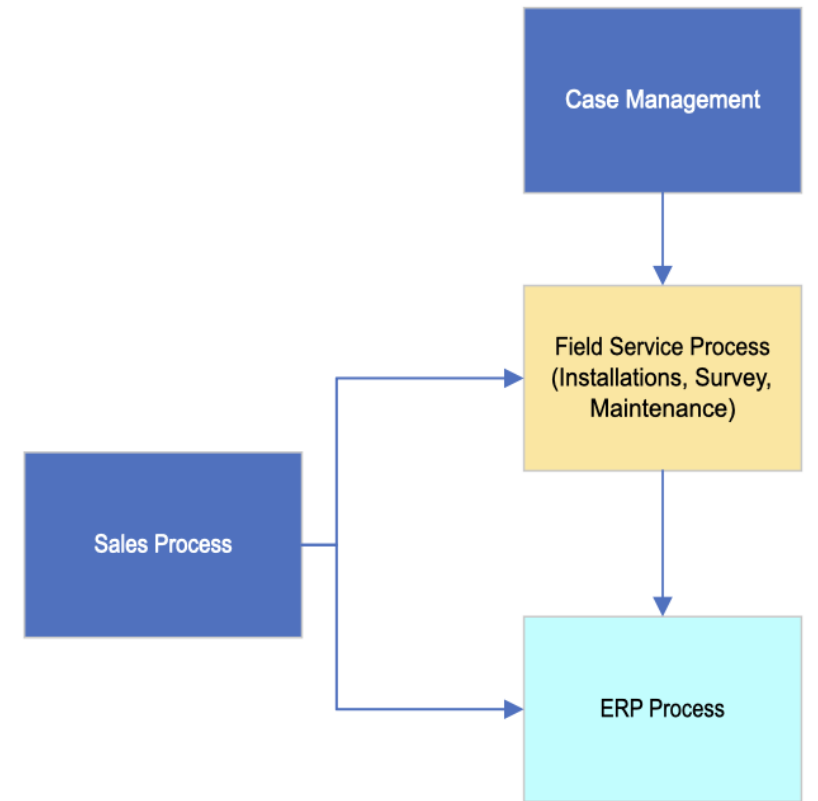 Case Management
Field Service Process
(Installations, Survey,
Maintenance)
Sales Process
ERP Process